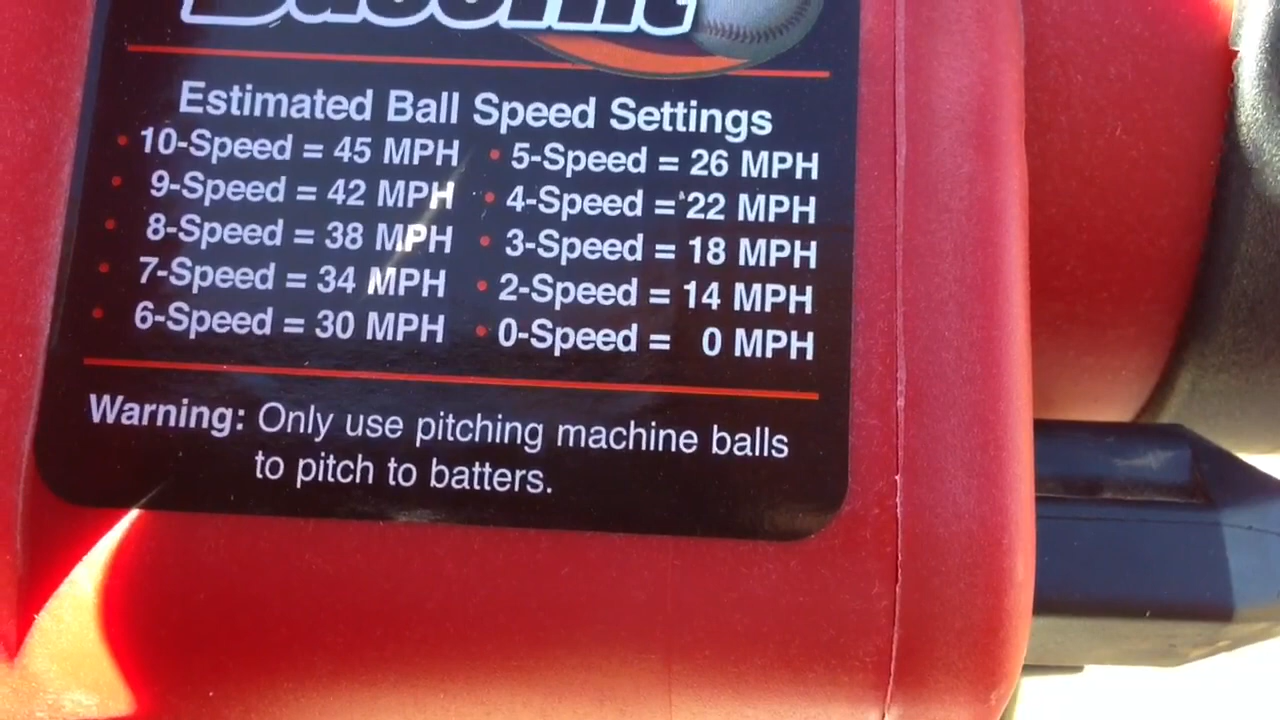 Estimated Ball Speed Settings
• 10-Speed = 45 MPH
• 9-Speed = 42 MPH
• 8-Speed = 38 MPH
• 7-Speed = 34 MPH
• 6-Speed = 30 MPH
• 5-Speed = 26 MPH
• 4-Speed = 22 MPH
• 3-Speed = 18 MPH
• 2-Speed = 14 MPH
• 0-Speed = 0 MPH
Warning: Only use pitching machine balls
to pitch to batters.